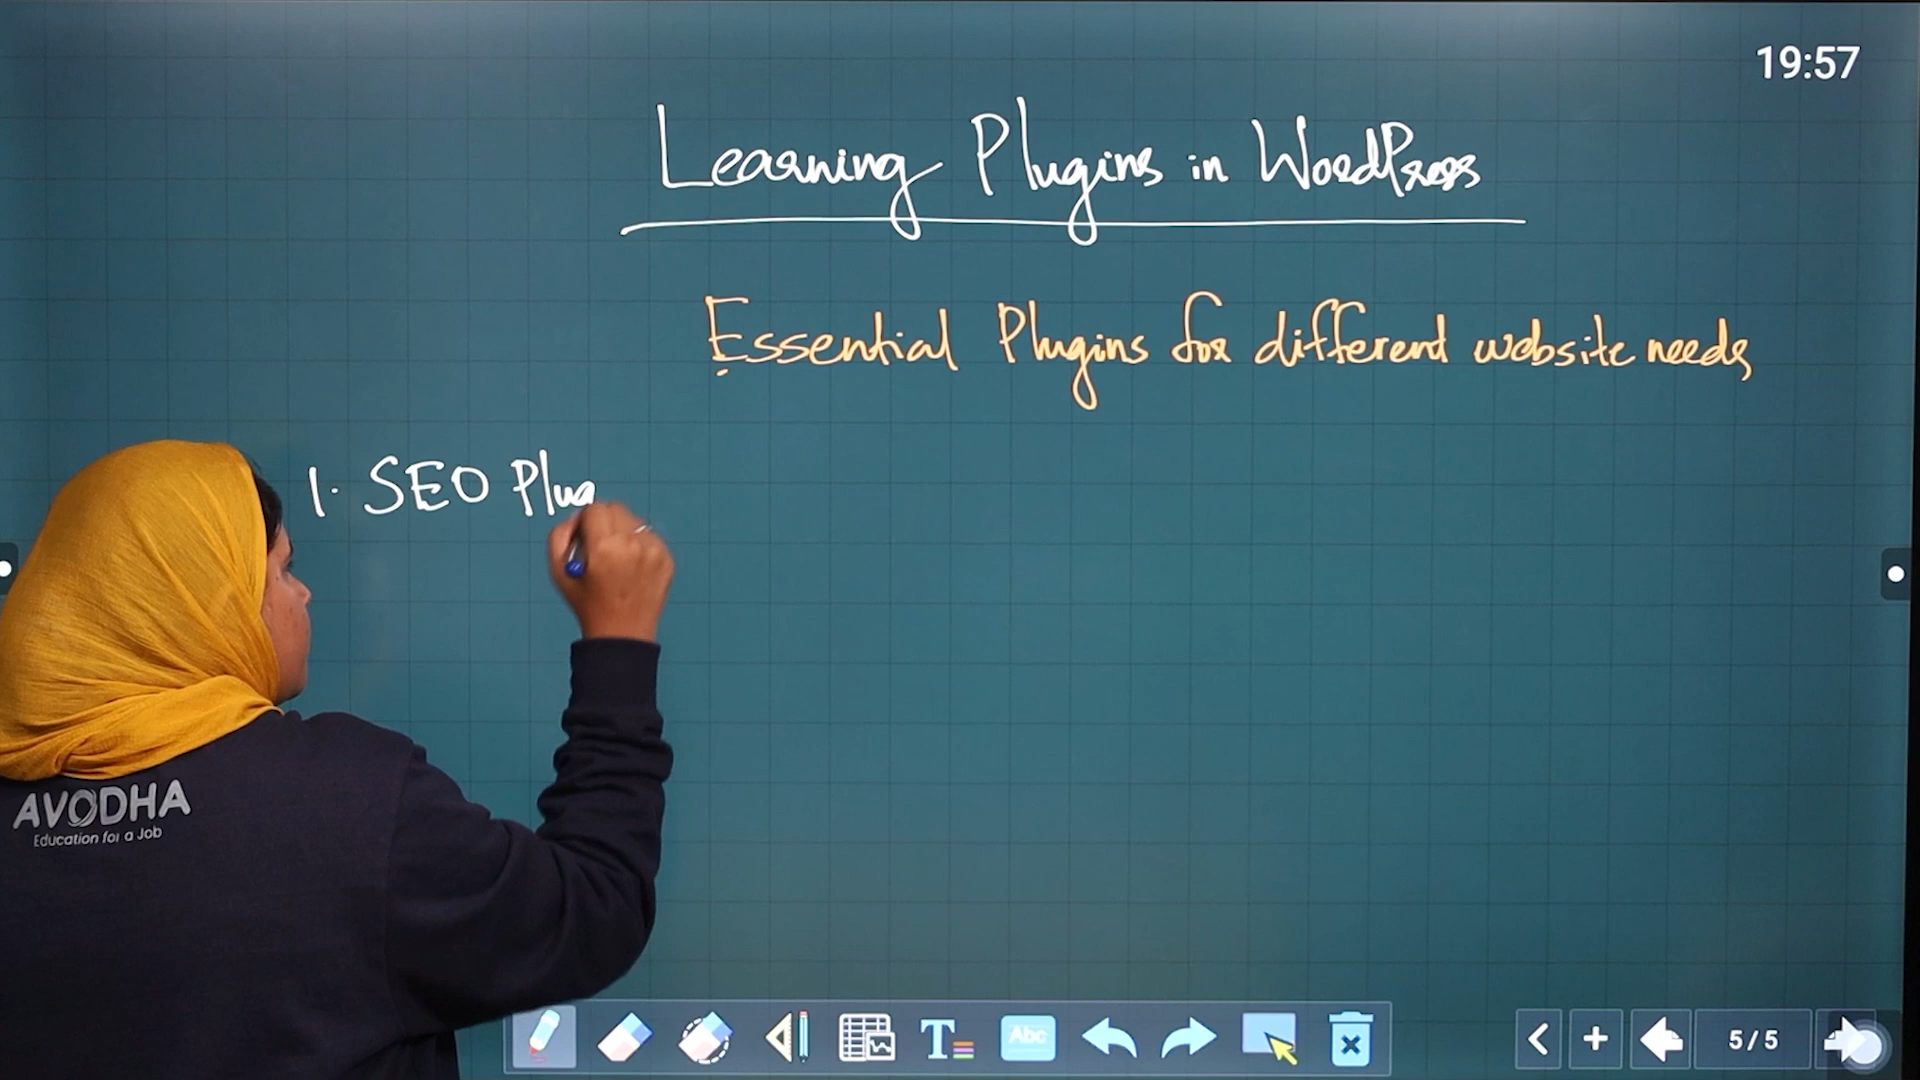 19:57
Learning Plugins in WordPress
Essential Plugins for different website needs
1. SEO Plug
AVODHA
Education for a Job
T
Abc
5/5